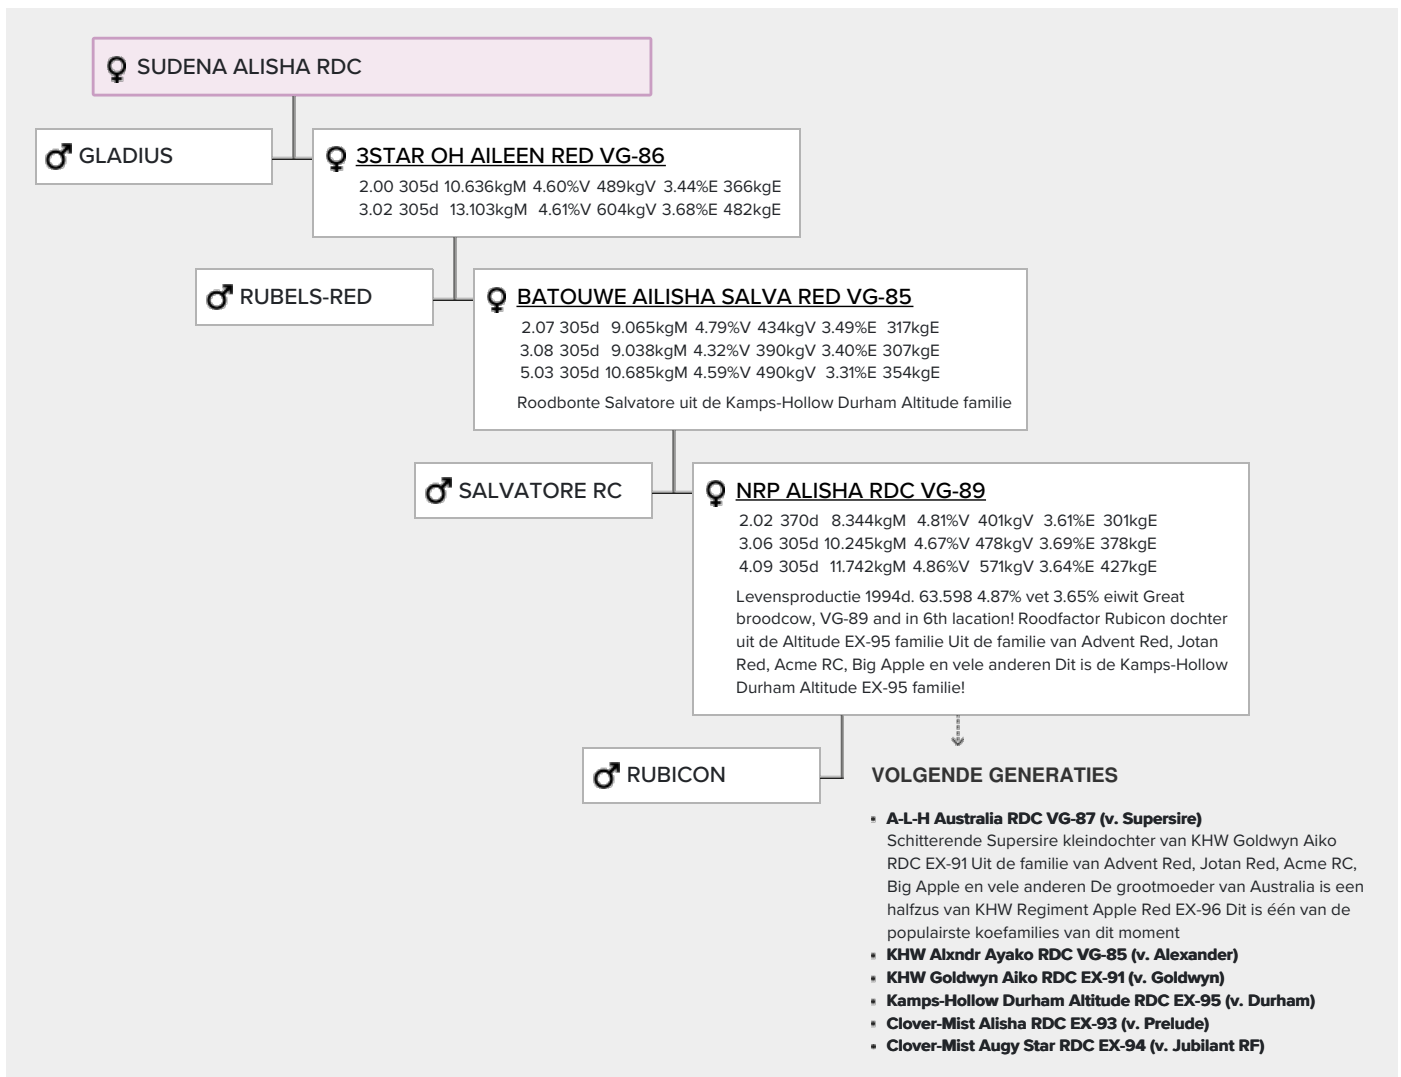 SUDENA ALISHA RDC
GLADIUS
3STAR OH AILEEN RED VG-86
2.00 305d 10.636kgM 4.60%V 489kgV 3.44%E 366kgE
3.02 305d 13.103kgM 4.61%V 604kgV 3.68%E 482kgE
RUBELS-RED
BATOUWE AILISHA SALVA RED VG-85
2.07 305d 9.065kgM 4.79%V 434kgV 3.49%E 317kgE
3.08 305d 9.038kgM 4.32%V 390kgV 3.40%E 307kgE
5.03 305d 10.685kgM 4.59%V 490kgV 3.31%E 354kgE
Roodbonte Salvatore uit de Kamps-Hollow Durham Altitude familie
SALVATORE RC
NRP ALISHA RDC VG-89
2.02 370d 8.344kgM 4.81%V 401kgV 3.61%E 301kgE
3.06 305d 10.245kgM 4.67%V 478kgV 3.69%E 378kgE
4.09 305d 11.742kgM 4.86%V 571kgV 3.64%E 427kgE
Levensproductie 1994d. 63.598 4.87% vet 3.65% eiwit Great
broodcow, VG-89 and in 6th lacation! Roodfactor Rubicon dochter
uit de Altitude EX-95 familie Uit de familie van Advent Red, Jotan
Red, Acme RC, Big Apple en vele anderen Dit is de Kamps-Hollow
Durham Altitude EX-95 familie!
RUBICON
VOLGENDE GENERATIES
A-L-H Australia RDC VG-87 (v. Supersire)
Schitterende Supersire kleindochter van KHW Goldwyn Aiko
RDC EX-91 Uit de familie van Advent Red, Jotan Red, Acme RC,
Big Apple en vele anderen De grootmoeder van Australia is een
halfzus van KHW Regiment Apple Red EX-96 Dit is één van de
populairste koefamilies van dit moment
KHW Alxndr Ayako RDC VG-85 (v. Alexander)
KHW Goldwyn Aiko RDC EX-91 (v. Goldwyn)
Kamps-Hollow Durham Altitude RDC EX-95 (v. Durham)
Clover-Mist Alisha RDC EX-93 (v. Prelude)
Clover-Mist Augy Star RDC EX-94 (v. Jubilant RF)